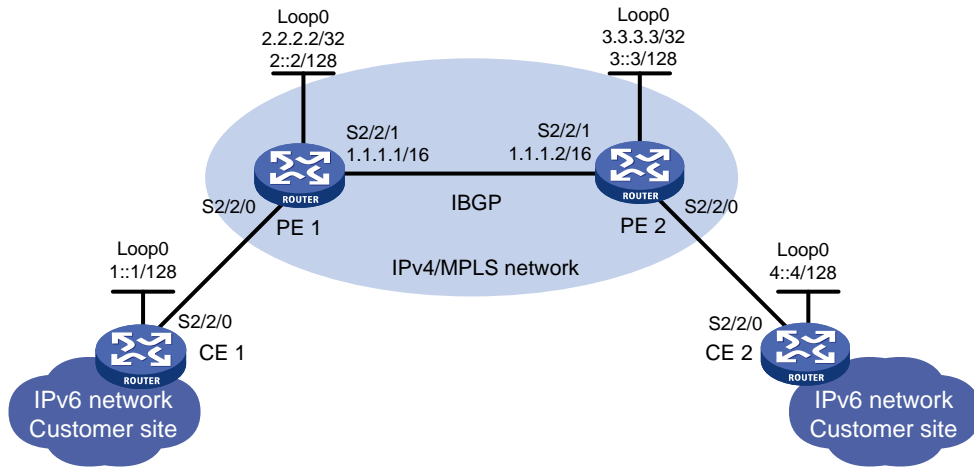 Loop0
2.2.2.2/32
2::2/128
Loop0
3.3.3.3/32
3::3/128
S2/2/1
1.1.1.1/16
S2/2/1
1.1.1.2/16
ROUTER
ROUTER
IBGP
S2/2/0
PE 1
PE 2
S2/2/0
IPv4/MPLS network
Loop0
1::1/128
Loop0
4::4/128
S2/2/0
CE 1
ROUTER
S2/2/0
CE 2
ROUTER
IPv6 network
Customer site
IPv6 network
Customer site